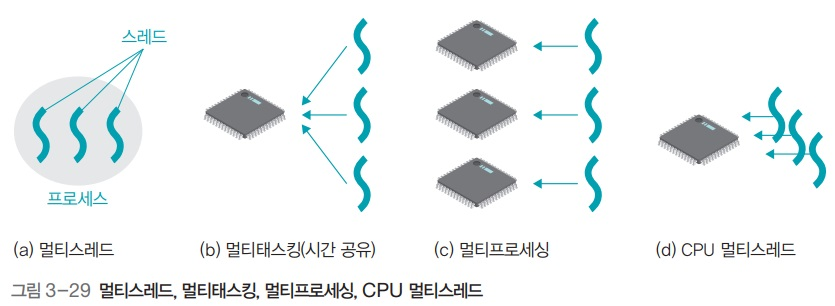 스레드
프로세스
(a) 멀티스레드
(b) 멀티태스킹(시간 공유)
(c) 멀티프로세싱
(d) CPU 멀티스레드
그림 3-29 멀티스레드, 멀티태스킹, 멀티프로세싱, CPU 멀티스레드